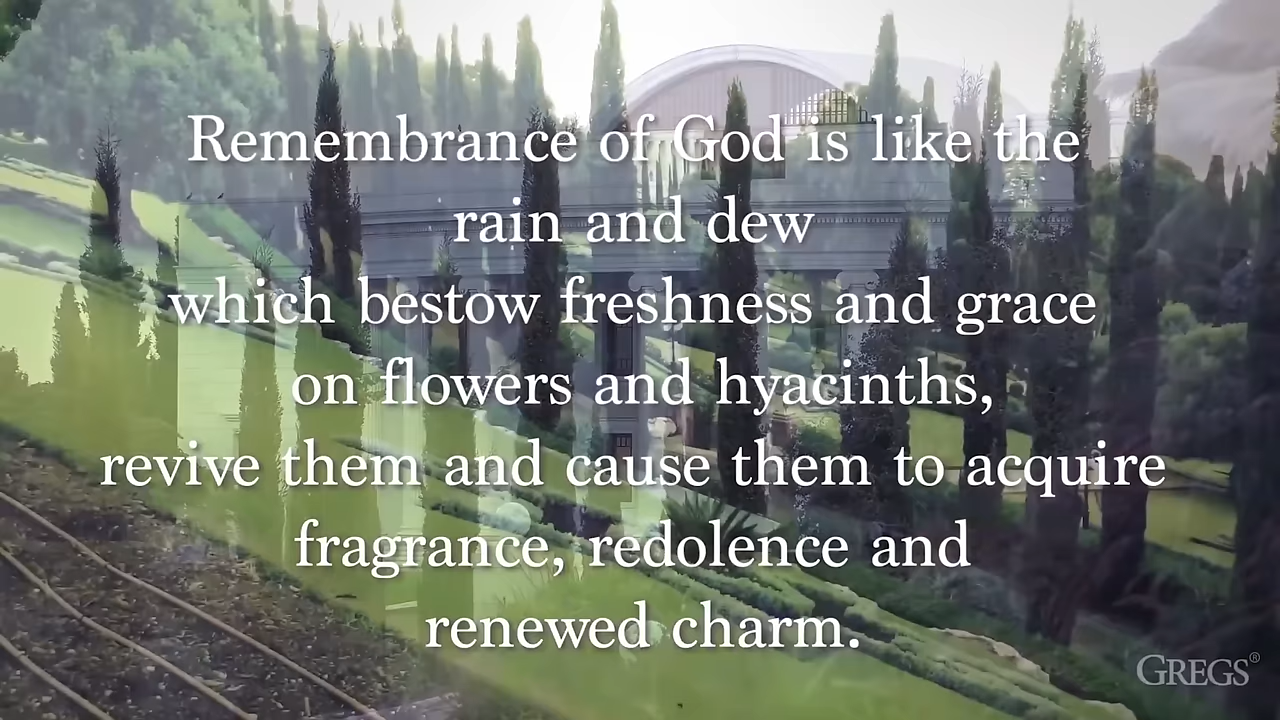 Remembrance of God is like the
rain and dew
which bestow freshness and grace
on flowers and hyacinths,
revive them and cause them to acquire
fragrance, redolence and
renewed charm.
GREGS®